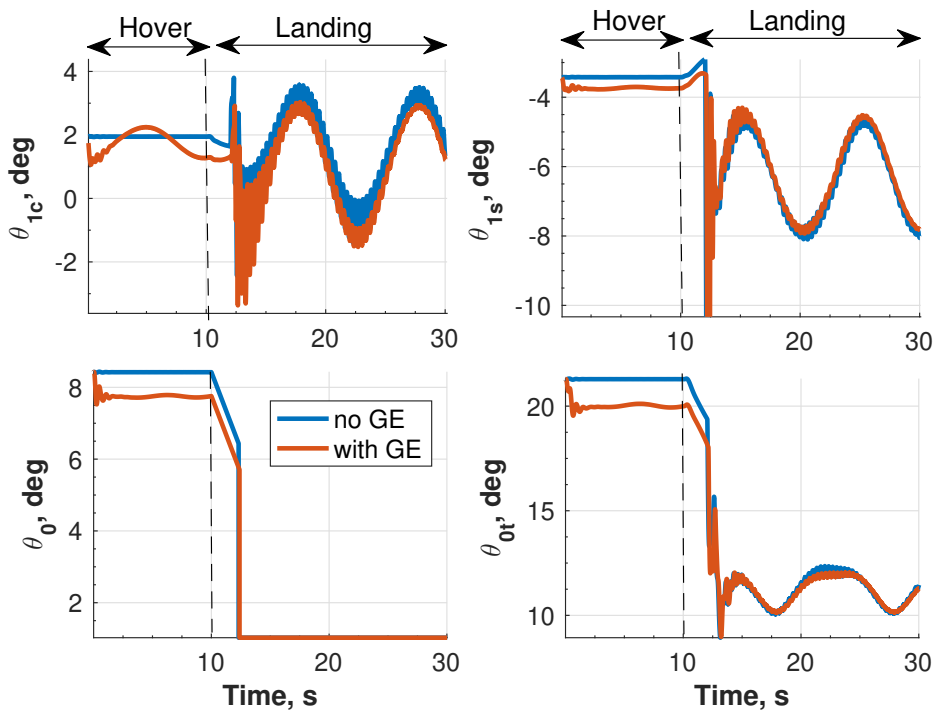 Hover Landing
Hover Landing
4
2
0
-2
θ1c, deg
10 20 30
-4
-6
-8
-10
θ1s, deg
10 20 30
8
6
4
2
θ0, deg
no GE
with GE
10 20 30
Time, s
20
15
10
θ0t, deg
10 20 30
Time, s